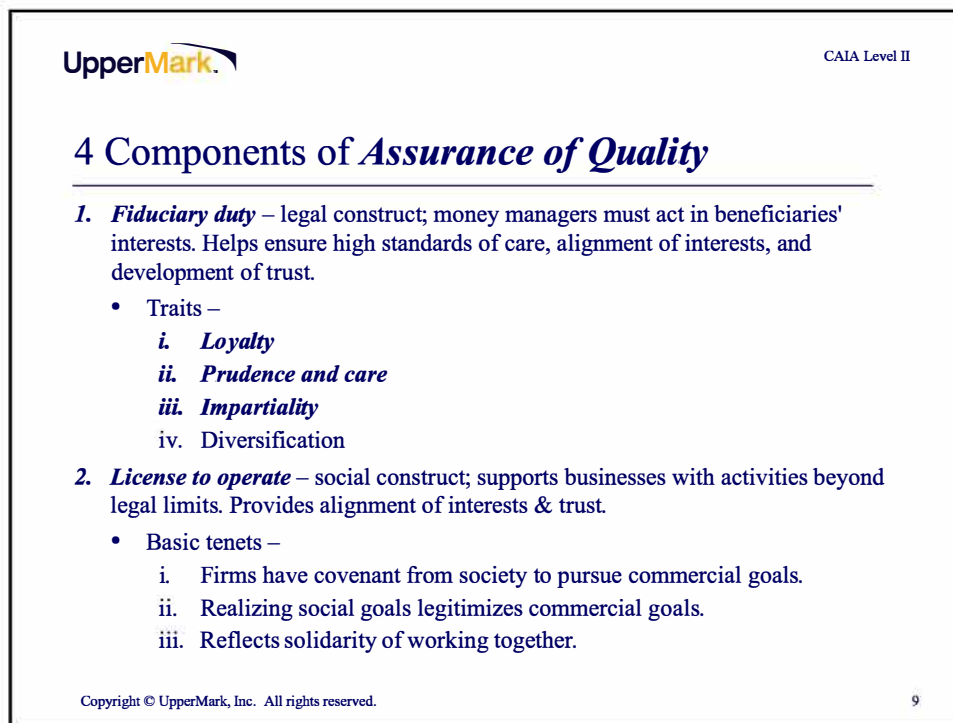 UpperMark.
CAIA Level II
4 Components of Assurance of Quality
1. Fiduciary duty – legal construct; money managers must act in beneficiaries'
interests. Helps ensure high standards of care, alignment of interests, and
development of trust.
• Traits –
i. Loyalty
ii. Prudence and care
iii. Impartiality
iv. Diversification
2. License to operate – social construct; supports businesses with activities beyond
legal limits. Provides alignment of interests & trust.
• Basic tenets –
i. Firms have covenant from society to pursue commercial goals.
ii. Realizing social goals legitimizes commercial goals.
iii. Reflects solidarity of working together.
Copyright © UpperMark, Inc. All rights reserved.
9